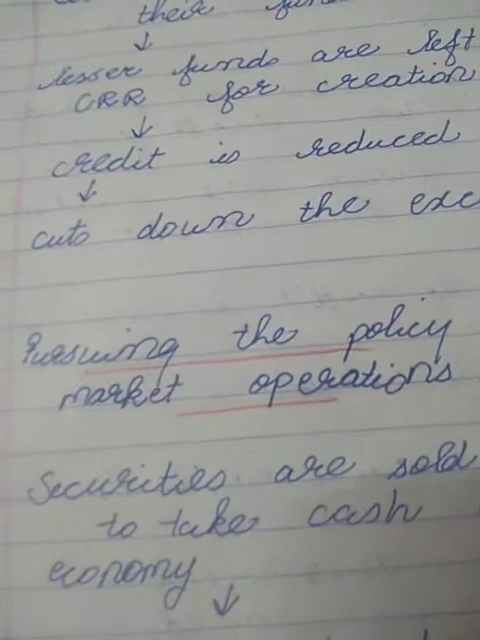 their
↓
lesser funds are left
CRR for creation
↓
credit is reduced
↓
cuts down the exc
Pursuing the policy
market operations
Securities are sold
to take cash
economy
↓